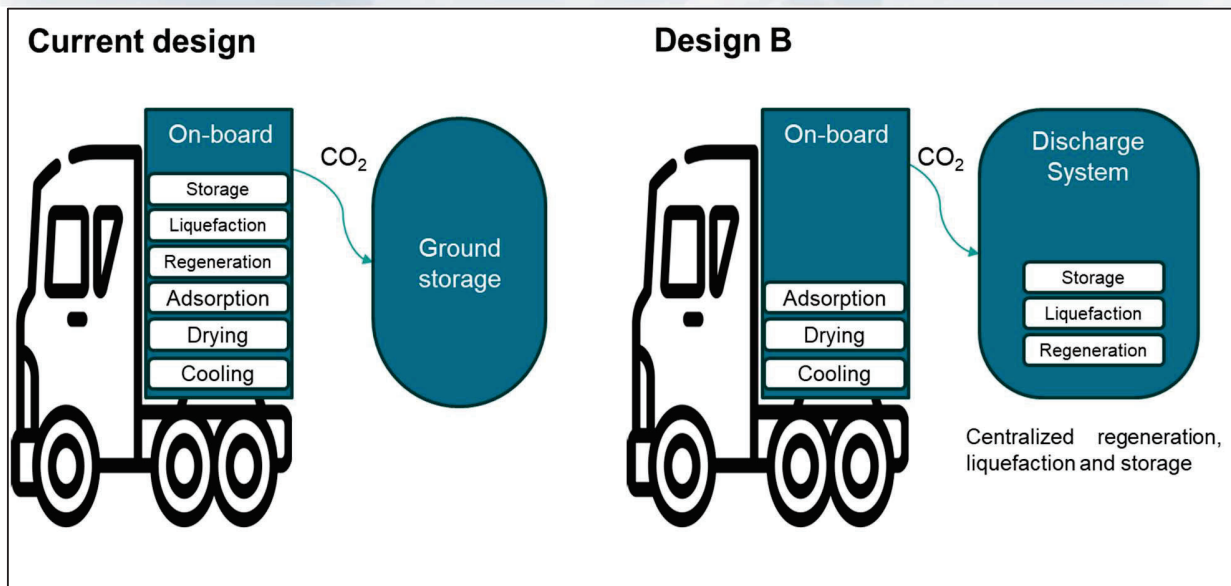 Current design
On-board
Storage
Liquefaction
Regeneration
Adsorption
Drying
Cooling
CO₂
Ground
storage
Design B
On-board
Adsorption
Drying
Cooling
CO₂
Discharge
System
Storage
Liquefaction
Regeneration
Centralized regeneration,
liquefaction and storage